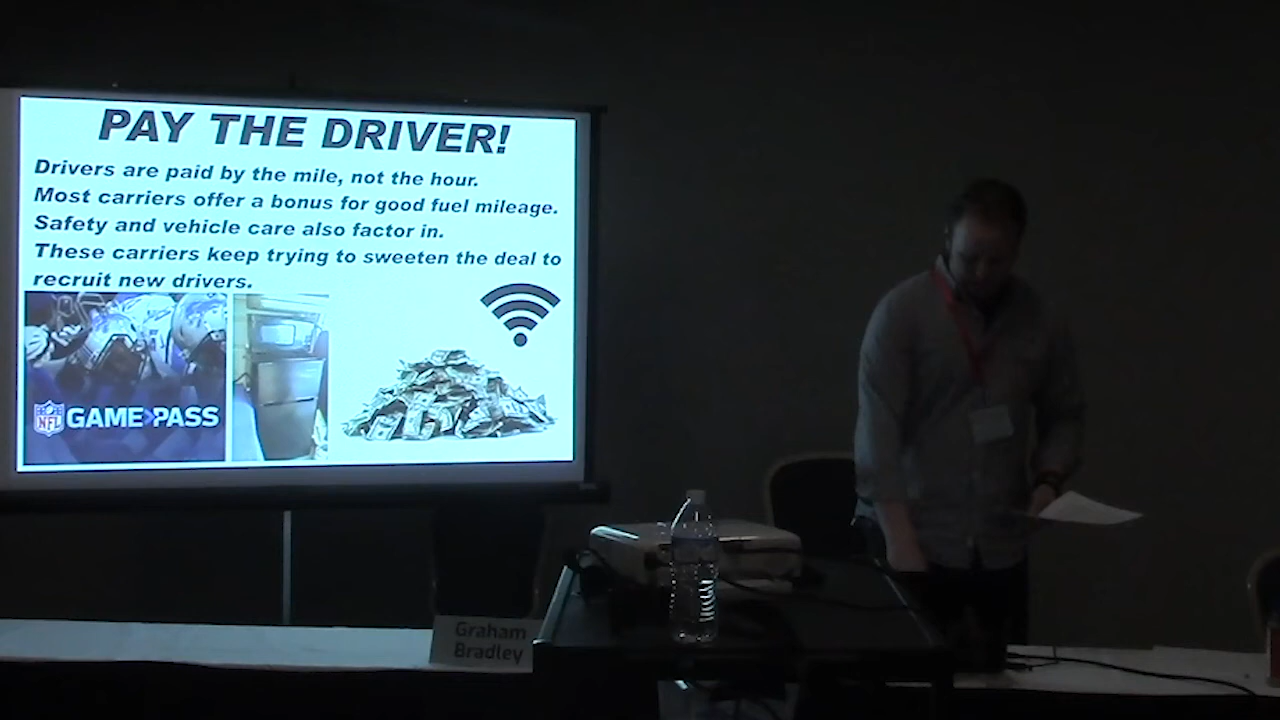 PAY THE DRIVER!
Drivers are paid by the mile, not the hour.
Most carriers offer a bonus for good fuel mileage.
Safety and vehicle care also factor in.
These carriers keep trying to sweeten the deal to
recruit new drivers.
NFL GAME PASS
Graham
Bradley